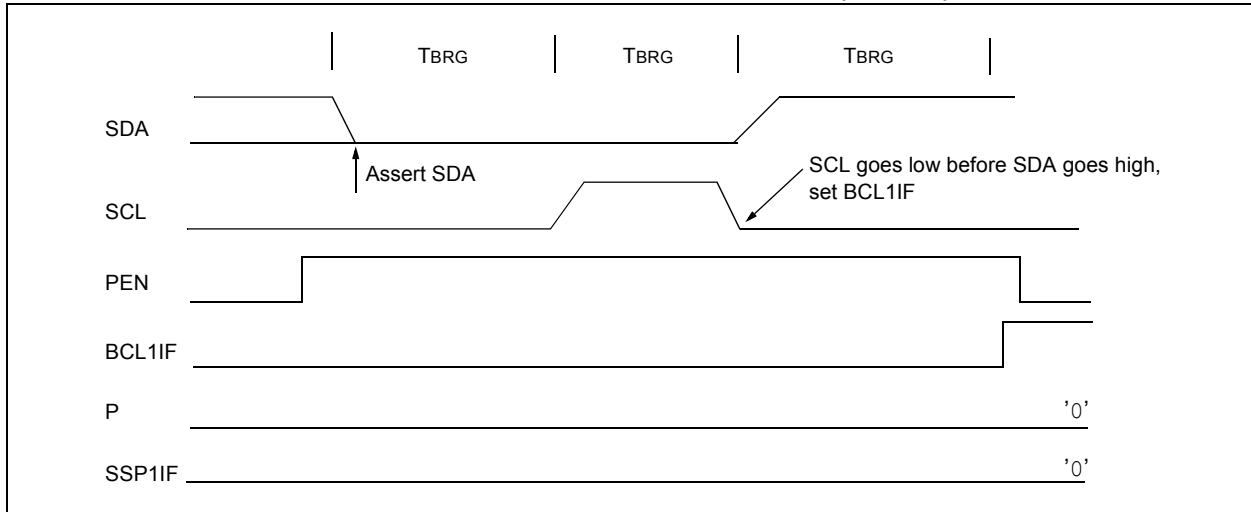 TBRG TBRG TBRG
SDA
Assert SDA
SCL goes low before SDA goes high,
set BCL1IF
SCL
PEN
BCL1IF
P '0'
SSP1IF '0'